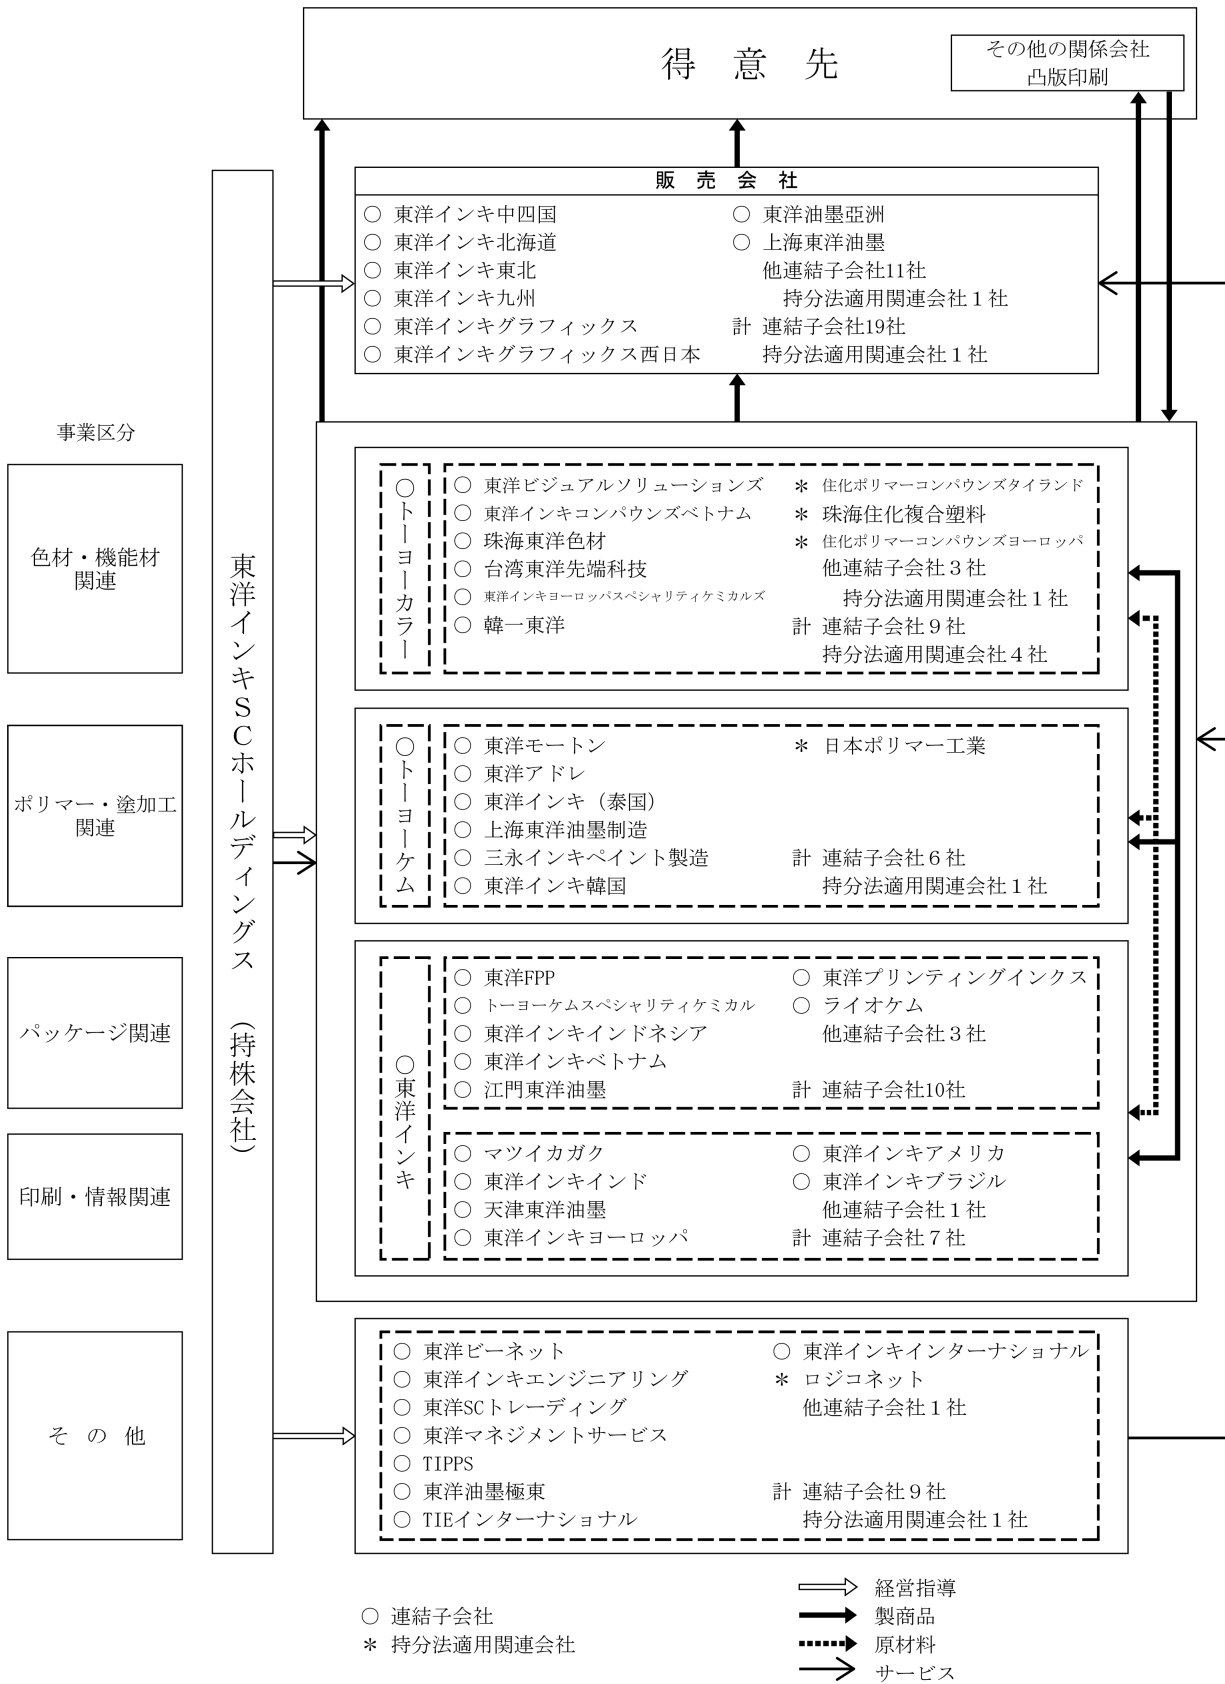 得 意 先
その他の関係会社
凸版印刷
販 売 会 社
○ 東洋インキ中四国
○ 東洋インキ北海道
○ 東洋インキ東北
○ 東洋インキ九州
○ 東洋インキグラフィックス
○ 東洋インキグラフィックス西日本
○ 東洋油墨亞洲
○ 上海東洋油墨
他連結子会社11社
持分法適用関連会社1社
計 連結子会社19社
持分法適用関連会社1社
事業区分
色材・機能材
関連
ポリマー・塗加工
関連
パッケージ関連
印刷・情報関連
そ の 他
東洋インキSCホールディングス (持株会社)
○トーヨーカラー
○ 東洋ビジュアルソリューションズ
○ 東洋インキコンパウンズベトナム
○ 珠海東洋色材
○ 台湾東洋先端科技
○ 東洋インキヨーロッパスペシャリティケミカルズ
○ 韓一東洋
＊ 住化ポリマーコンパウンズタイランド
＊ 珠海住化複合塑料
＊ 住化ポリマーコンパウンズヨーロッパ
他連結子会社3社
持分法適用関連会社1社
計 連結子会社9社
持分法適用関連会社4社
○トーヨーケム
○ 東洋モートン
○ 東洋アドレ
○ 東洋インキ（泰国）
○ 上海東洋油墨制造
○ 三永インキペイント製造
○ 東洋インキ韓国
＊ 日本ポリマー工業
計 連結子会社6社
持分法適用関連会社1社
○東洋インキ
○ 東洋FPP
○ トーヨーケムスペシャリティケミカル
○ 東洋インキインドネシア
○ 東洋インキベトナム
○ 江門東洋油墨
○ 東洋プリンティングインクス
○ ライオケム
他連結子会社3社
計 連結子会社10社
○ マツイカガク
○ 東洋インキインド
○ 天津東洋油墨
○ 東洋インキヨーロッパ
○ 東洋インキアメリカ
○ 東洋インキブラジル
他連結子会社1社
計 連結子会社7社
○ 東洋ビーネット
○ 東洋インキエンジニアリング
○ 東洋SCトレーディング
○ 東洋マネジメントサービス
○ TIPPS
○ 東洋油墨極東
○ TIEインターナショナル
○ 東洋インキインターナショナル
＊ ロジコネット
他連結子会社1社
計 連結子会社9社
持分法適用関連会社1社
○ 連結子会社
＊ 持分法適用関連会社
経営指導
製商品
原材料
サービス